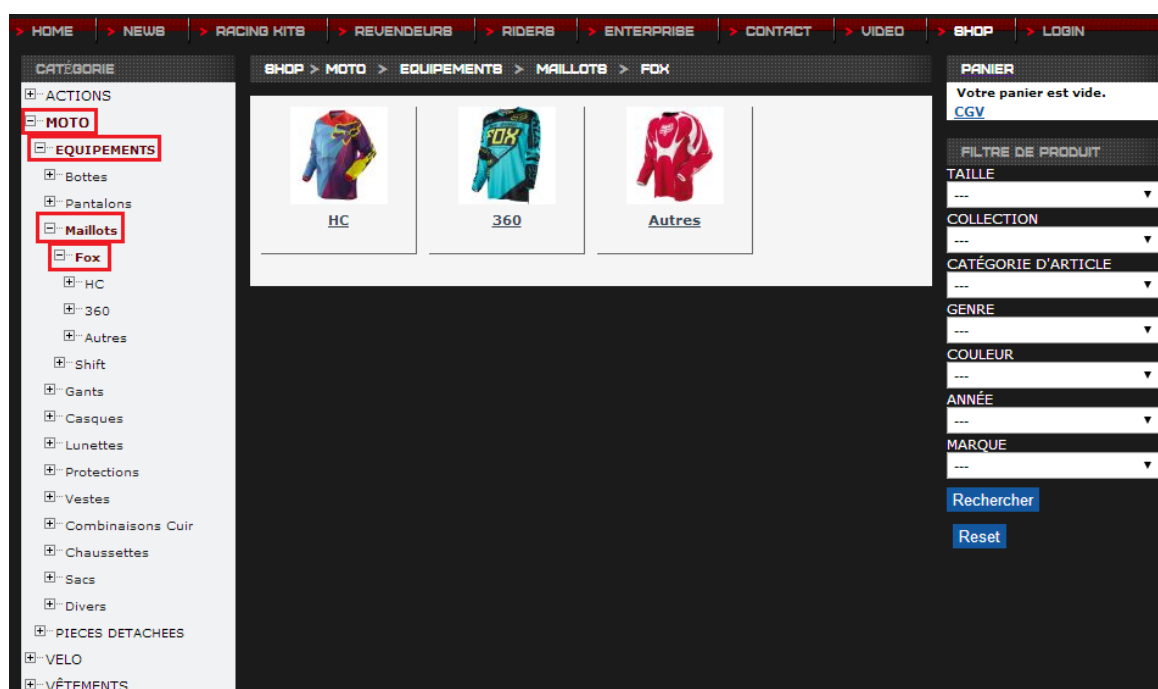 > HOME > NEWS > RACING KITS > REVENDEURS > RIDERS > ENTERPRISE > CONTACT > VIDEO > SHOP > LOGIN
CATÉGORIE
ACTIONS
MOTO
EQUIPEMENTS
Bottes
Pantalons
Maillots
Fox
HC
360
Autres
Shift
Gants
Casques
Lunettes
Protections
Vestes
Combinaisons Cuir
Chaussettes
Sacs
Divers
PIECES DETACHEES
VELO
VÊTEMENTS
SHOP > MOTO > EQUIPEMENTS > MAILLOTS > FOX
FOX
HC
360
Autres
PANIER
Votre panier est vide.
CGV
FILTRE DE PRODUIT
TAILLE
---
COLLECTION
---
CATÉGORIE D'ARTICLE
---
GENRE
---
COULEUR
---
ANNÉE
---
MARQUE
---
Rechercher
Reset